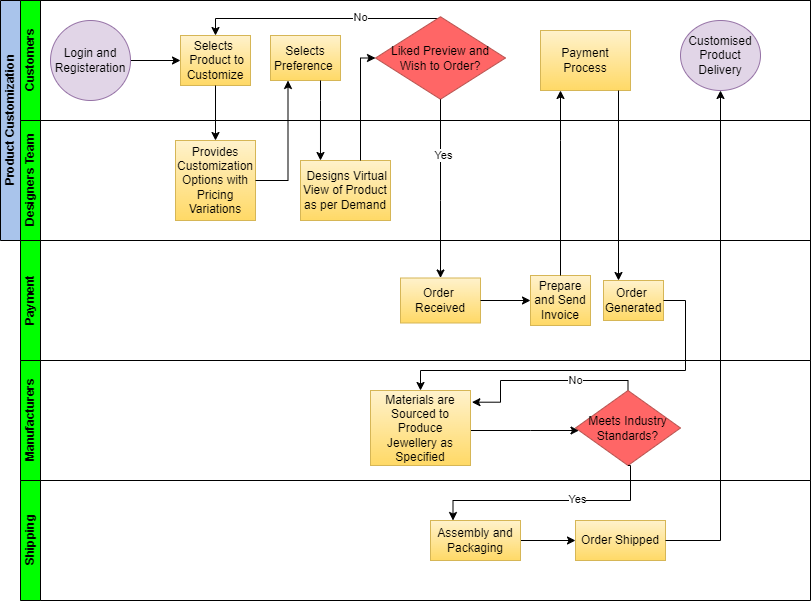 Product Customization
Customers
Login and
Registeration
Selects
Product to
Customize
Selects
Preference
No
Liked Preview and
Wish to Order?
Payment
Process
Customised
Product
Delivery
Designers Team
Provides
Customization
Options with
Pricing
Variations
Designs Virtual
View of Product
as per Demand
Yes
Payment
Order
Received
Prepare
and Send
Invoice
Order
Generated
Manufacturers
Materials are
Sourced to
Produce
Jewellery as
Specified
No
Meets Industry
Standards?
Shipping
Yes
Assembly and
Packaging
Order Shipped